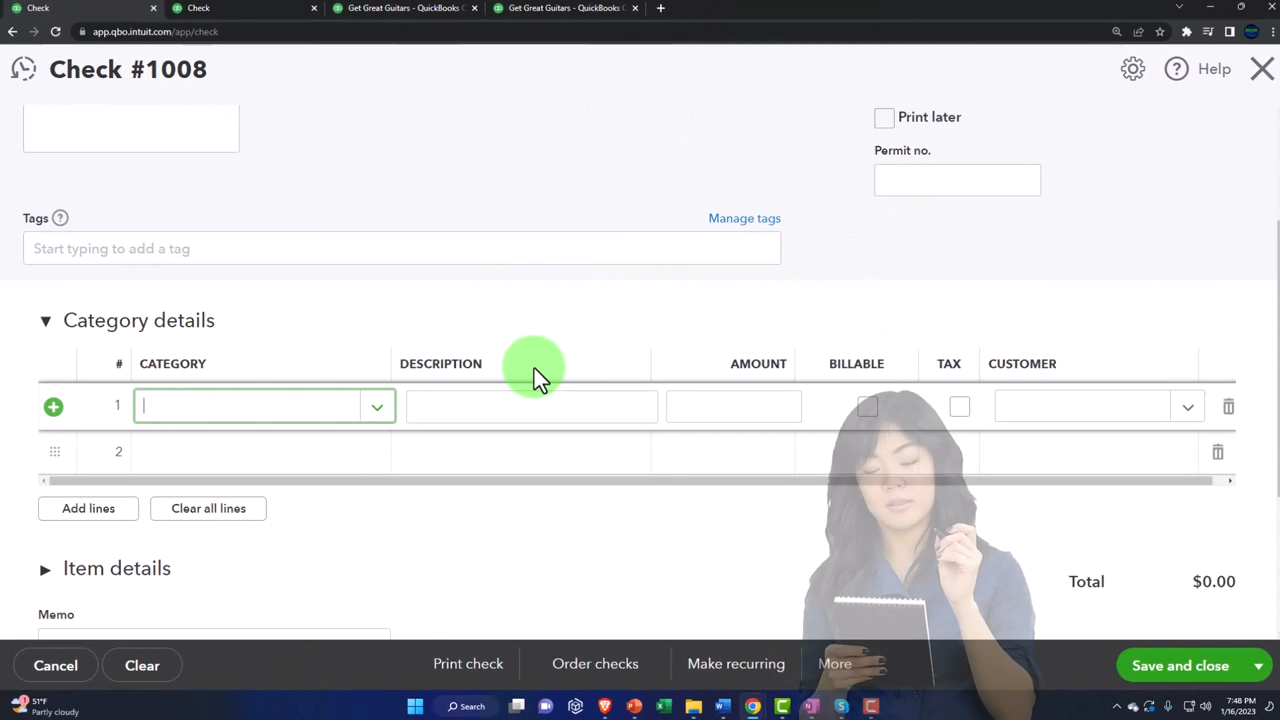 Check
Check
Get Great Guitars - QuickBooks C
Get Great Guitars - QuickBooks C
app.qbo.intuit.com/app/check
Check #1008
Help
Print later
Permit no.
Tags
Manage tags
Start typing to add a tag
Category details
# CATEGORY DESCRIPTION AMOUNT BILLABLE TAX CUSTOMER
1
2
Add lines Clear all lines
Item details
Total $0.00
Memo
Cancel Clear Print check Order checks Make recurring More Save and close
1
51°F
Partly cloudy
Search
7:48 PM
1/16/2023